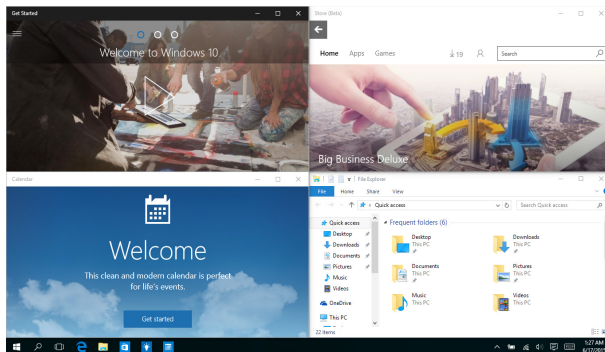 Get Started
Welcome to Windows 10
Store (Beta)
Home Apps Games 19 Search
Big Business Deluxe
Calendar
Welcome
This clean and modern calendar is perfect
for life's events.
Get started
File Explorer
File Home Share View
Quick access Search Quick access
Quick access
Desktop
Downloads
Documents
Pictures
Music
Videos
OneDrive
This PC
Frequent folders (6)
Desktop
This PC
Downloads
This PC
Documents
This PC
Pictures
This PC
Music
This PC
Videos
This PC
22 items
1:27 AM